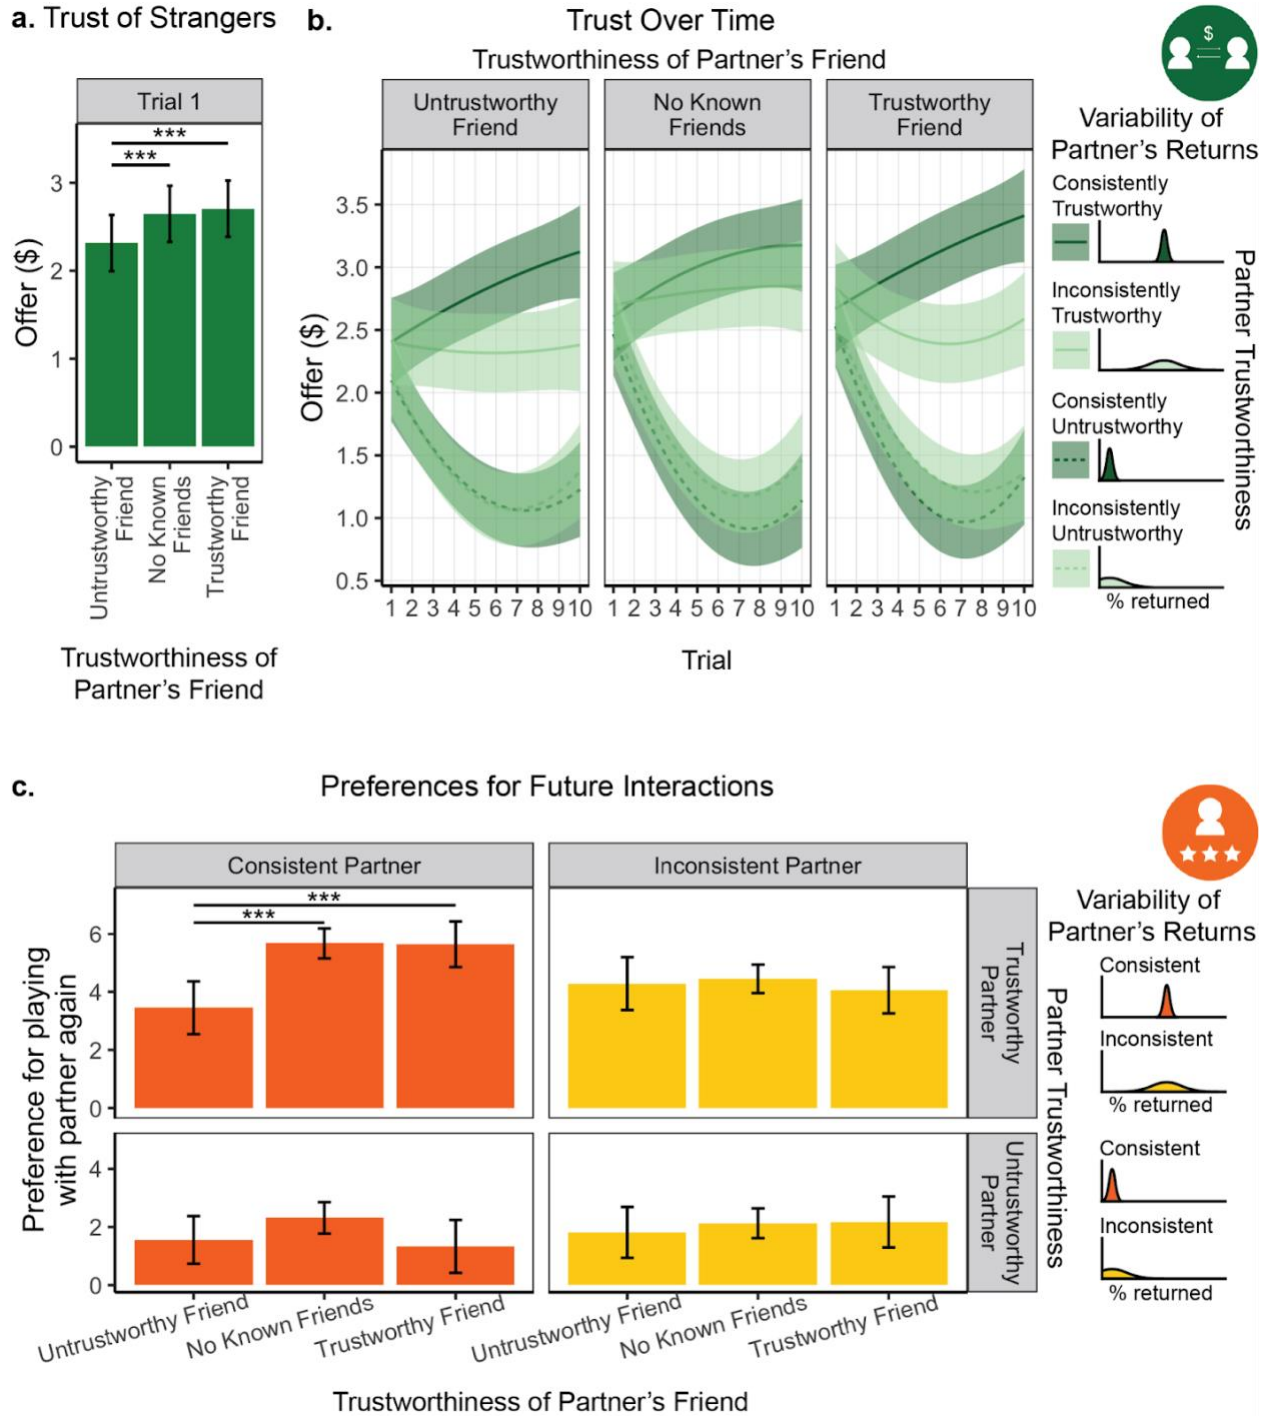 a. Trust of Strangers
Trial 1
***
***
3
2
1
0
Offer ($)
Untrustworthy
Friend
No Known
Friends
Trustworthy
Friend
Trustworthiness of
Partner's Friend
b.
Trust Over Time
Trustworthiness of Partner's Friend
Untrustworthy
Friend
No Known
Friends
Trustworthy
Friend
Offer ($)
3.5
3.0
2.5
2.0
1.5
1.0
0.5
1 2 3 4 5 6 7 8 9 10
1 2 3 4 5 6 7 8 9 10
1 2 3 4 5 6 7 8 9 10
Trial
$
Variability of
Partner's Returns
Consistently
Trustworthy
Inconsistently
Trustworthy
Consistently
Untrustworthy
Inconsistently
Untrustworthy
% returned
Partner Trustworthiness
c.
Preferences for Future Interactions
Consistent Partner
Inconsistent Partner
***
***
6
4
2
0
4
2
0
Preference for playing
with partner again
Trustworthy
Partner
Untrustworthy
Partner
Untrustworthy Friend
No Known Friends
Trustworthy Friend
Untrustworthy Friend
No Known Friends
Trustworthy Friend
Trustworthiness of Partner's Friend
Variability of
Partner's Returns
Consistent
Inconsistent
% returned
Consistent
Inconsistent
% returned
Partner Trustworthiness